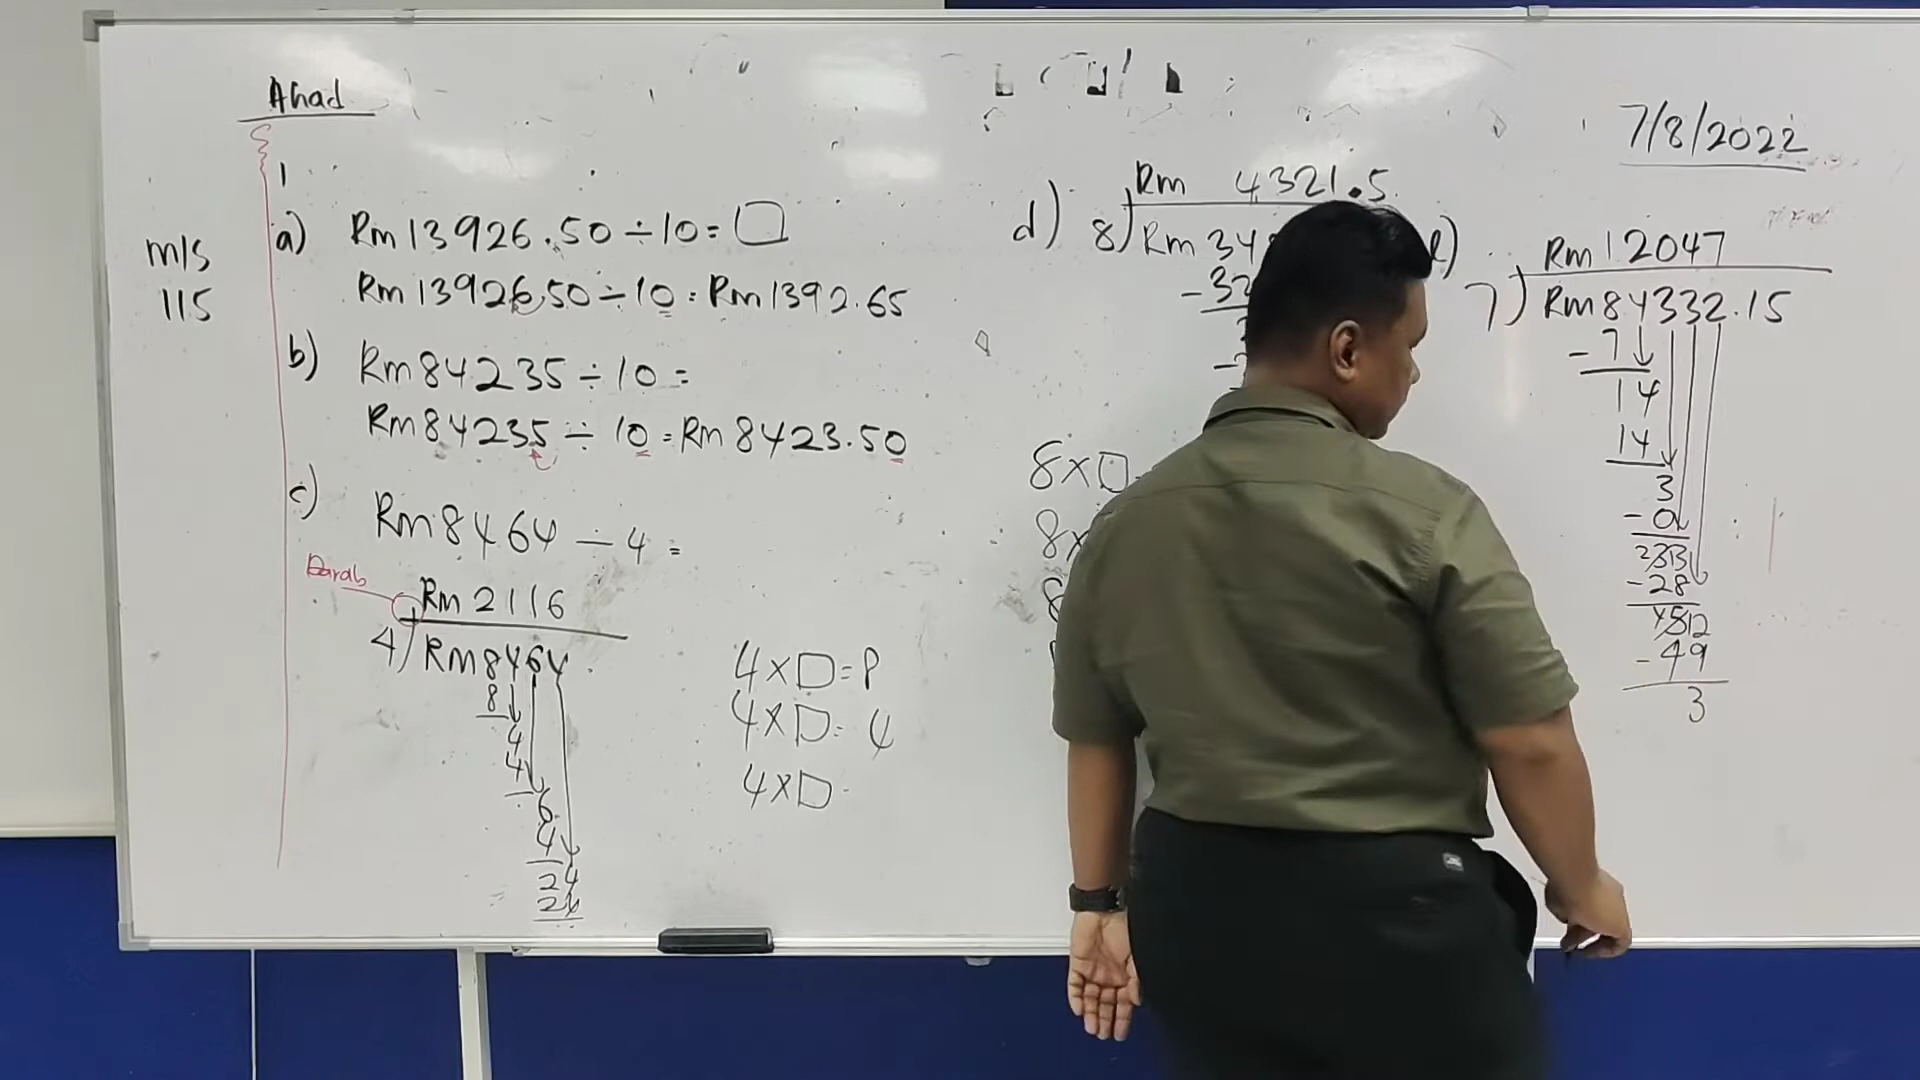 Ahad
7/8/2022
m/s
115
1
a) Rm 13926.50 ÷ 10 = □
Rm 13926.50 ÷ 10 = Rm 1392.65
b) Rm 84235 ÷ 10 =
Rm 84235 ÷ 10 = Rm 8423.50
c) Rm 8464 ÷ 4 =
Darab
Rm 2116
4) Rm 8464
8
4
4
6
4
24
24
4 x □ = 8
4 x □ = 4
4 x □ =
d) Rm 4321.5
8) Rm 34
- 32
8 x □
8 x
8
e) Rm 12047
7) Rm 84332.15
- 7
14
14
3
- 0
33
- 28
52
- 49
3